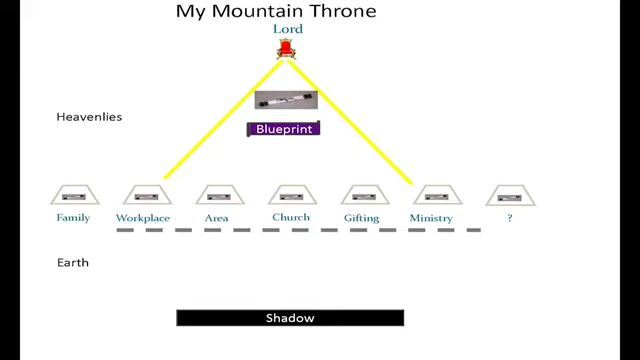 My Mountain Throne
Lord
Heavenlies
Blueprint
Family Workplace Area Church Gifting Ministry ?
Earth
Shadow